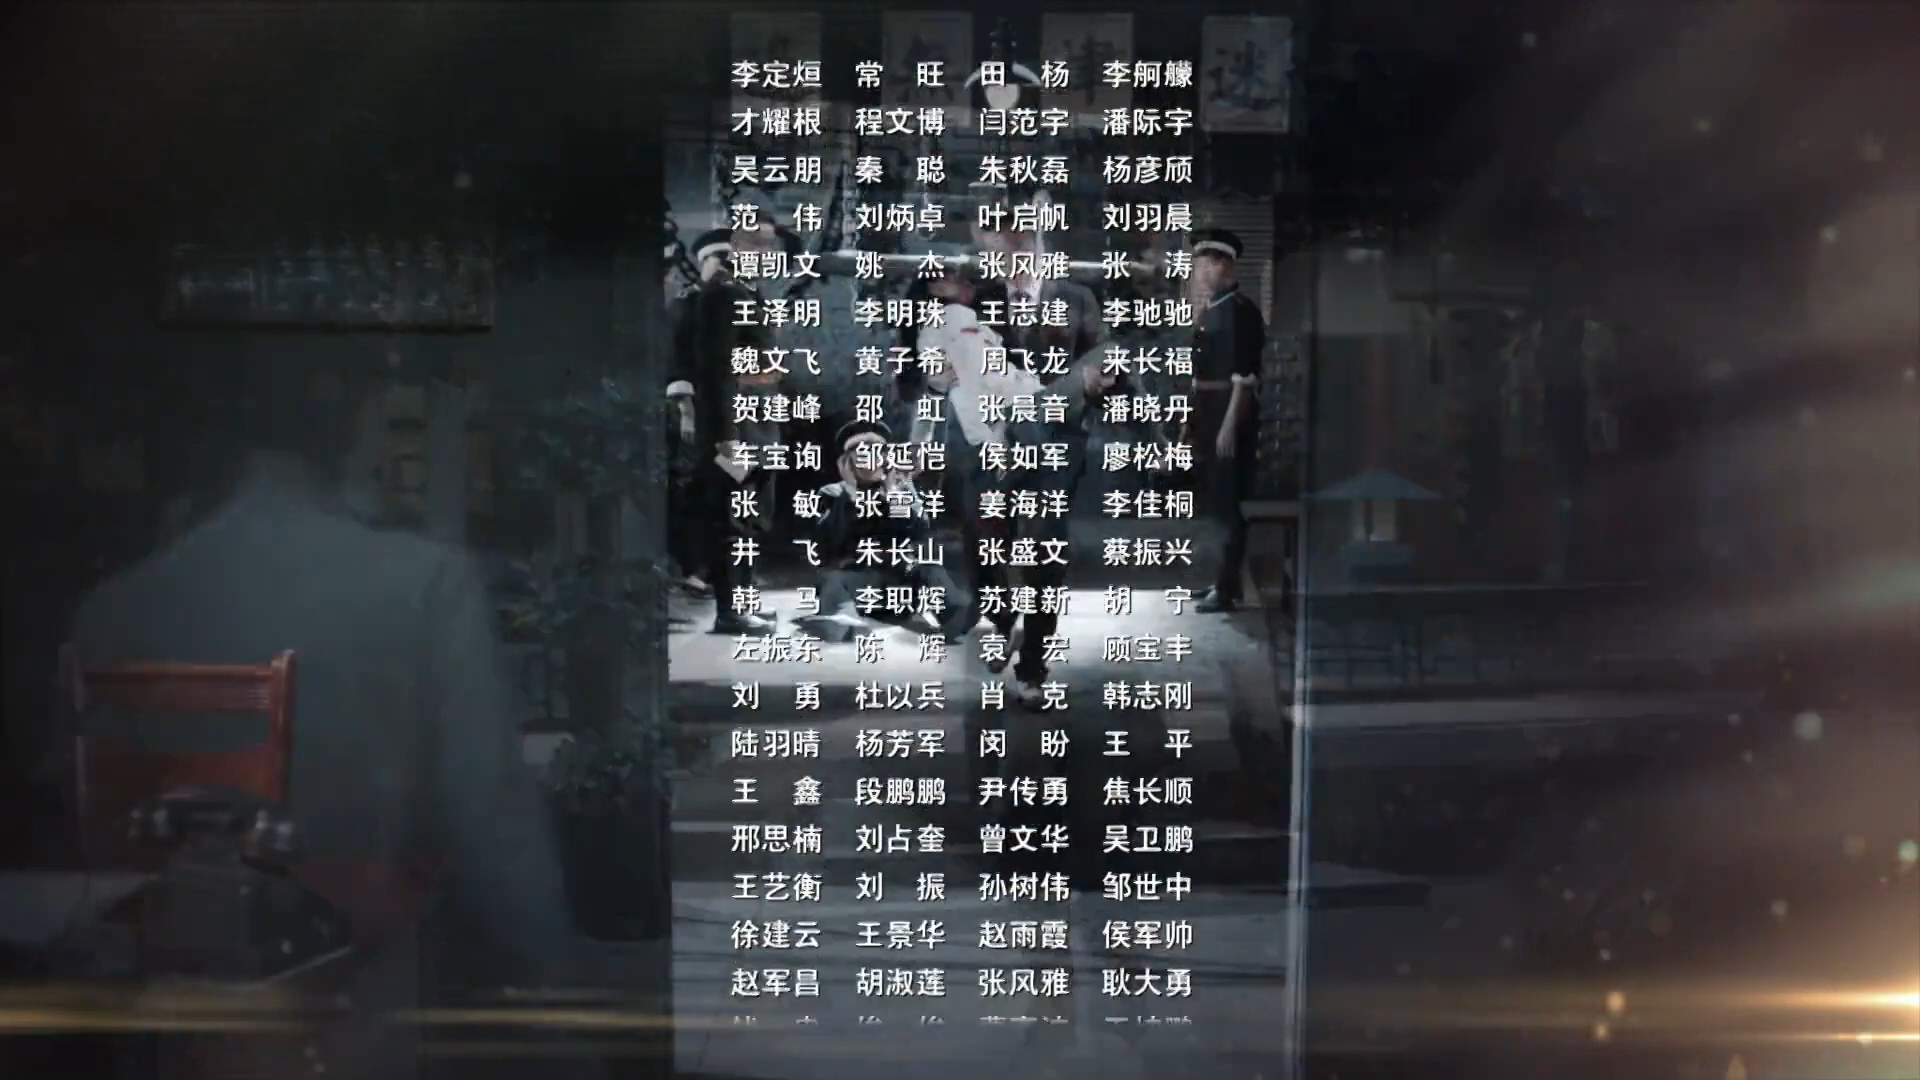 李定烜 常 旺 田 杨 李舸艨
才耀根 程文博 闫范宇 潘际宇
吴云朋 秦 聪 朱秋磊 杨彦颀
范 伟 刘炳卓 叶启帆 刘羽晨
谭凯文 姚 杰 张风雅 张 涛
王泽明 李明珠 王志建 李驰驰
魏文飞 黄子希 周飞龙 来长福
贺建峰 邵 虹 张晨音 潘晓丹
车宝询 邹延恺 侯如军 廖松梅
张 敏 张雪洋 姜海洋 李佳桐
井 飞 朱长山 张盛文 蔡振兴
韩 马 李职辉 苏建新 胡 宁
左振东 陈 辉 袁 宏 顾宝丰
刘 勇 杜以兵 肖 克 韩志刚
陆羽晴 杨芳军 闵 盼 王 平
王 鑫 段鹏鹏 尹传勇 焦长顺
邢思楠 刘占奎 曾文华 吴卫鹏
王艺衡 刘 振 孙树伟 邹世中
徐建云 王景华 赵雨霞 侯军帅
赵军昌 胡淑莲 张风雅 耿大勇